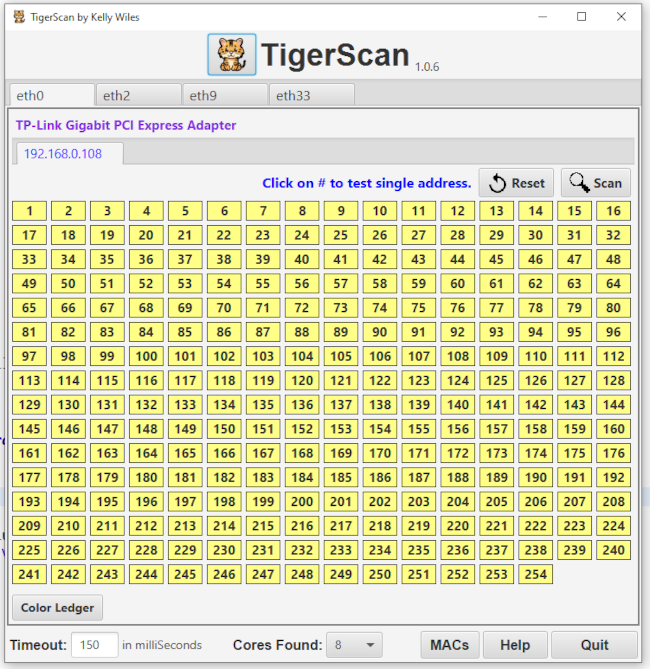 TigerScan by Kelly Wiles
TigerScan 1.0.6
eth0 eth2 eth9 eth33
TP-Link Gigabit PCI Express Adapter
192.168.0.108
Click on # to test single address. Reset Scan
1 2 3 4 5 6 7 8 9 10 11 12 13 14 15 16
17 18 19 20 21 22 23 24 25 26 27 28 29 30 31 32
33 34 35 36 37 38 39 40 41 42 43 44 45 46 47 48
49 50 51 52 53 54 55 56 57 58 59 60 61 62 63 64
65 66 67 68 69 70 71 72 73 74 75 76 77 78 79 80
81 82 83 84 85 86 87 88 89 90 91 92 93 94 95 96
97 98 99 100 101 102 103 104 105 106 107 108 109 110 111 112
113 114 115 116 117 118 119 120 121 122 123 124 125 126 127 128
129 130 131 132 133 134 135 136 137 138 139 140 141 142 143 144
145 146 147 148 149 150 151 152 153 154 155 156 157 158 159 160
161 162 163 164 165 166 167 168 169 170 171 172 173 174 175 176
177 178 179 180 181 182 183 184 185 186 187 188 189 190 191 192
193 194 195 196 197 198 199 200 201 202 203 204 205 206 207 208
209 210 211 212 213 214 215 216 217 218 219 220 221 222 223 224
225 226 227 228 229 230 231 232 233 234 235 236 237 238 239 240
241 242 243 244 245 246 247 248 249 250 251 252 253 254
Color Ledger
Timeout: 150 in milliSeconds Cores Found: 8 MACs Help Quit